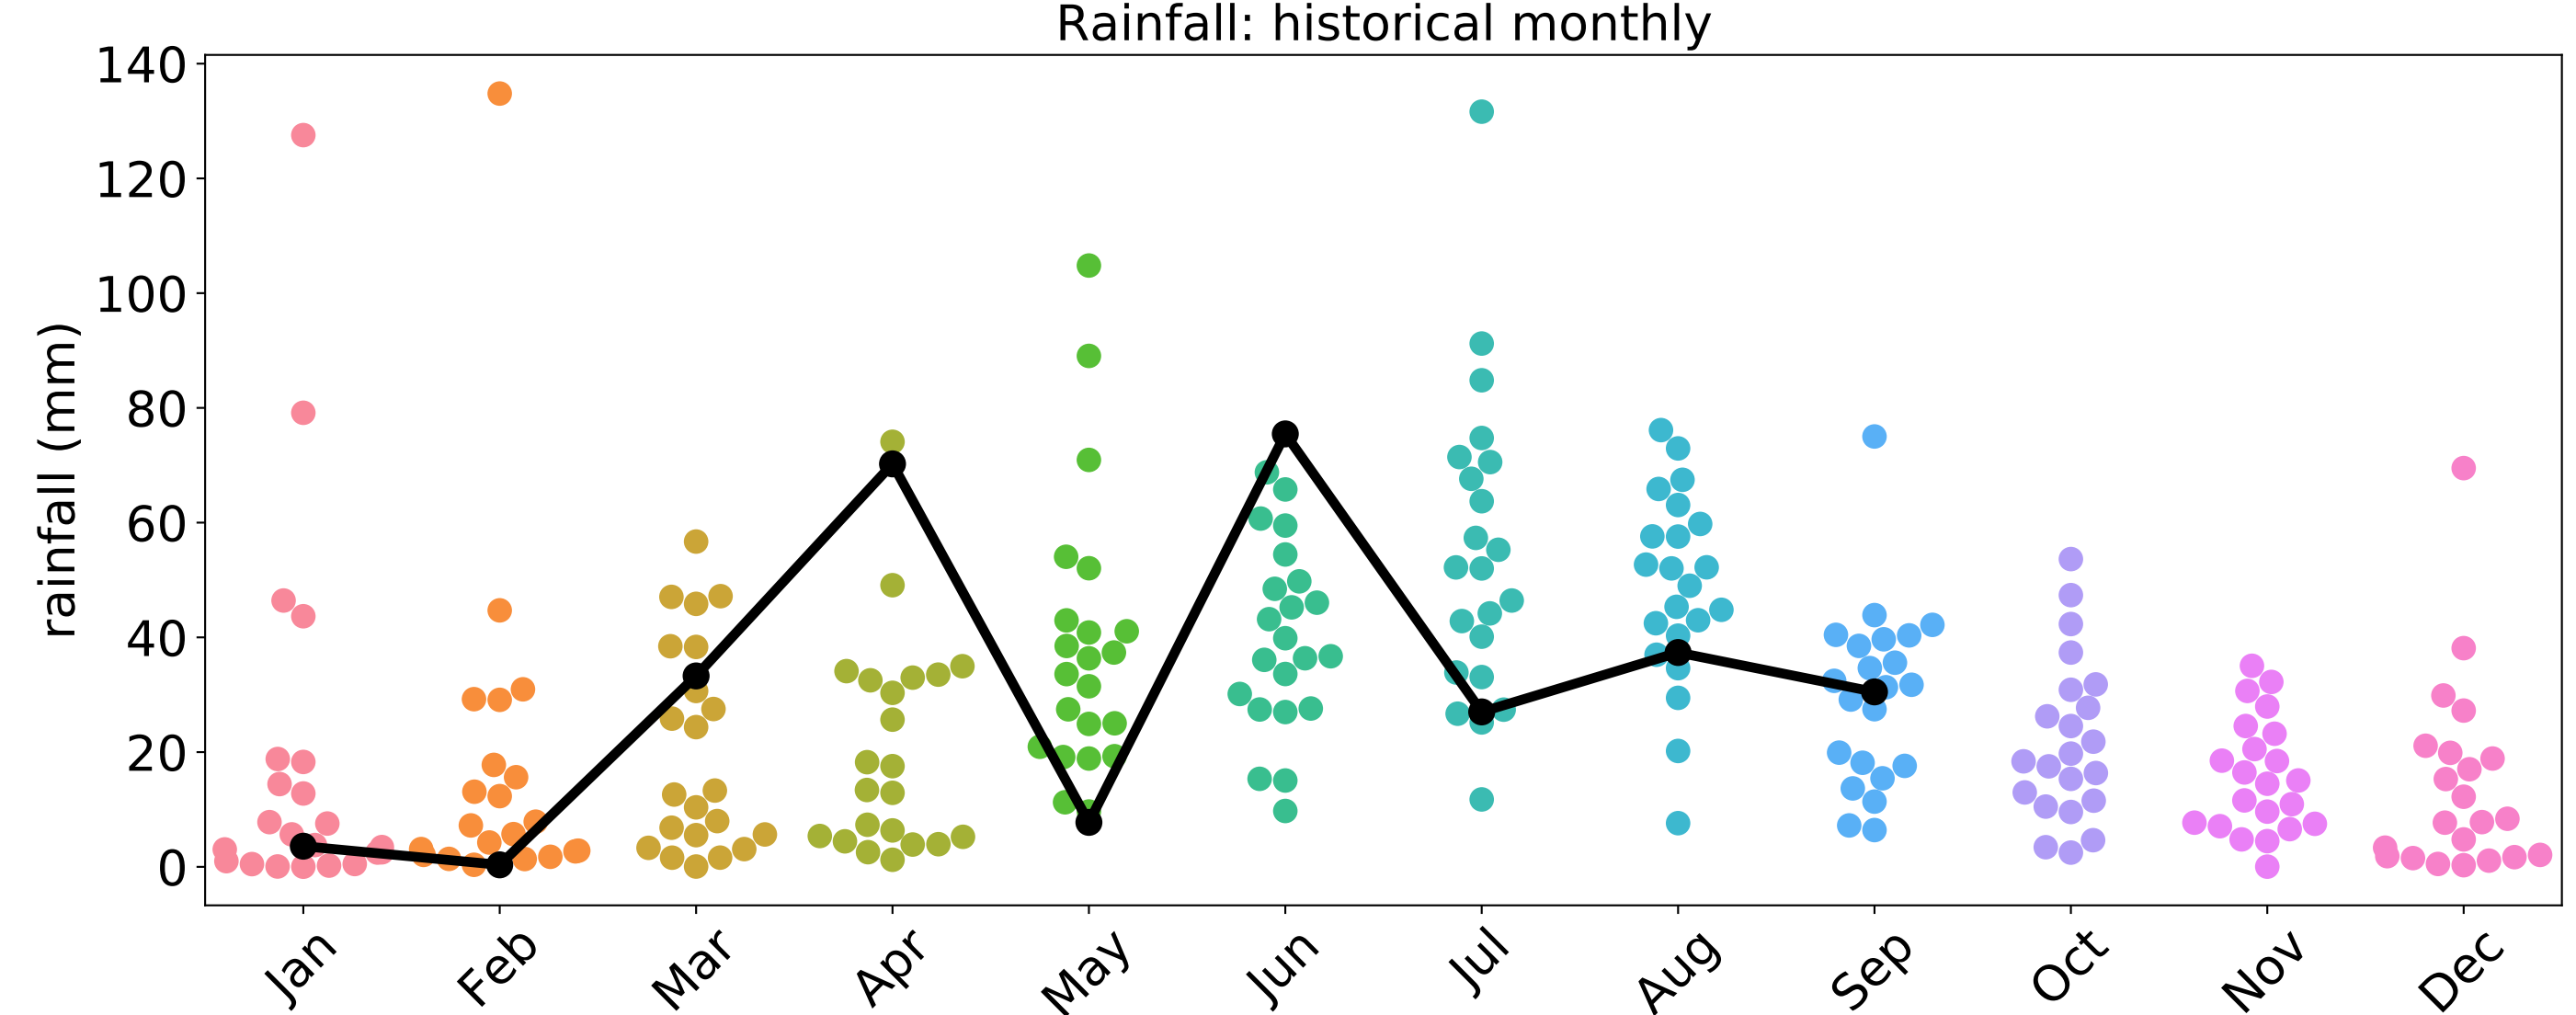 Rainfall: historical monthly
rainfall (mm)
140
120
100
80
60
40
20
0
Jan
Feb
Mar
Apr
May
Jun
Jul
Aug
Sep
Oct
Nov
Dec